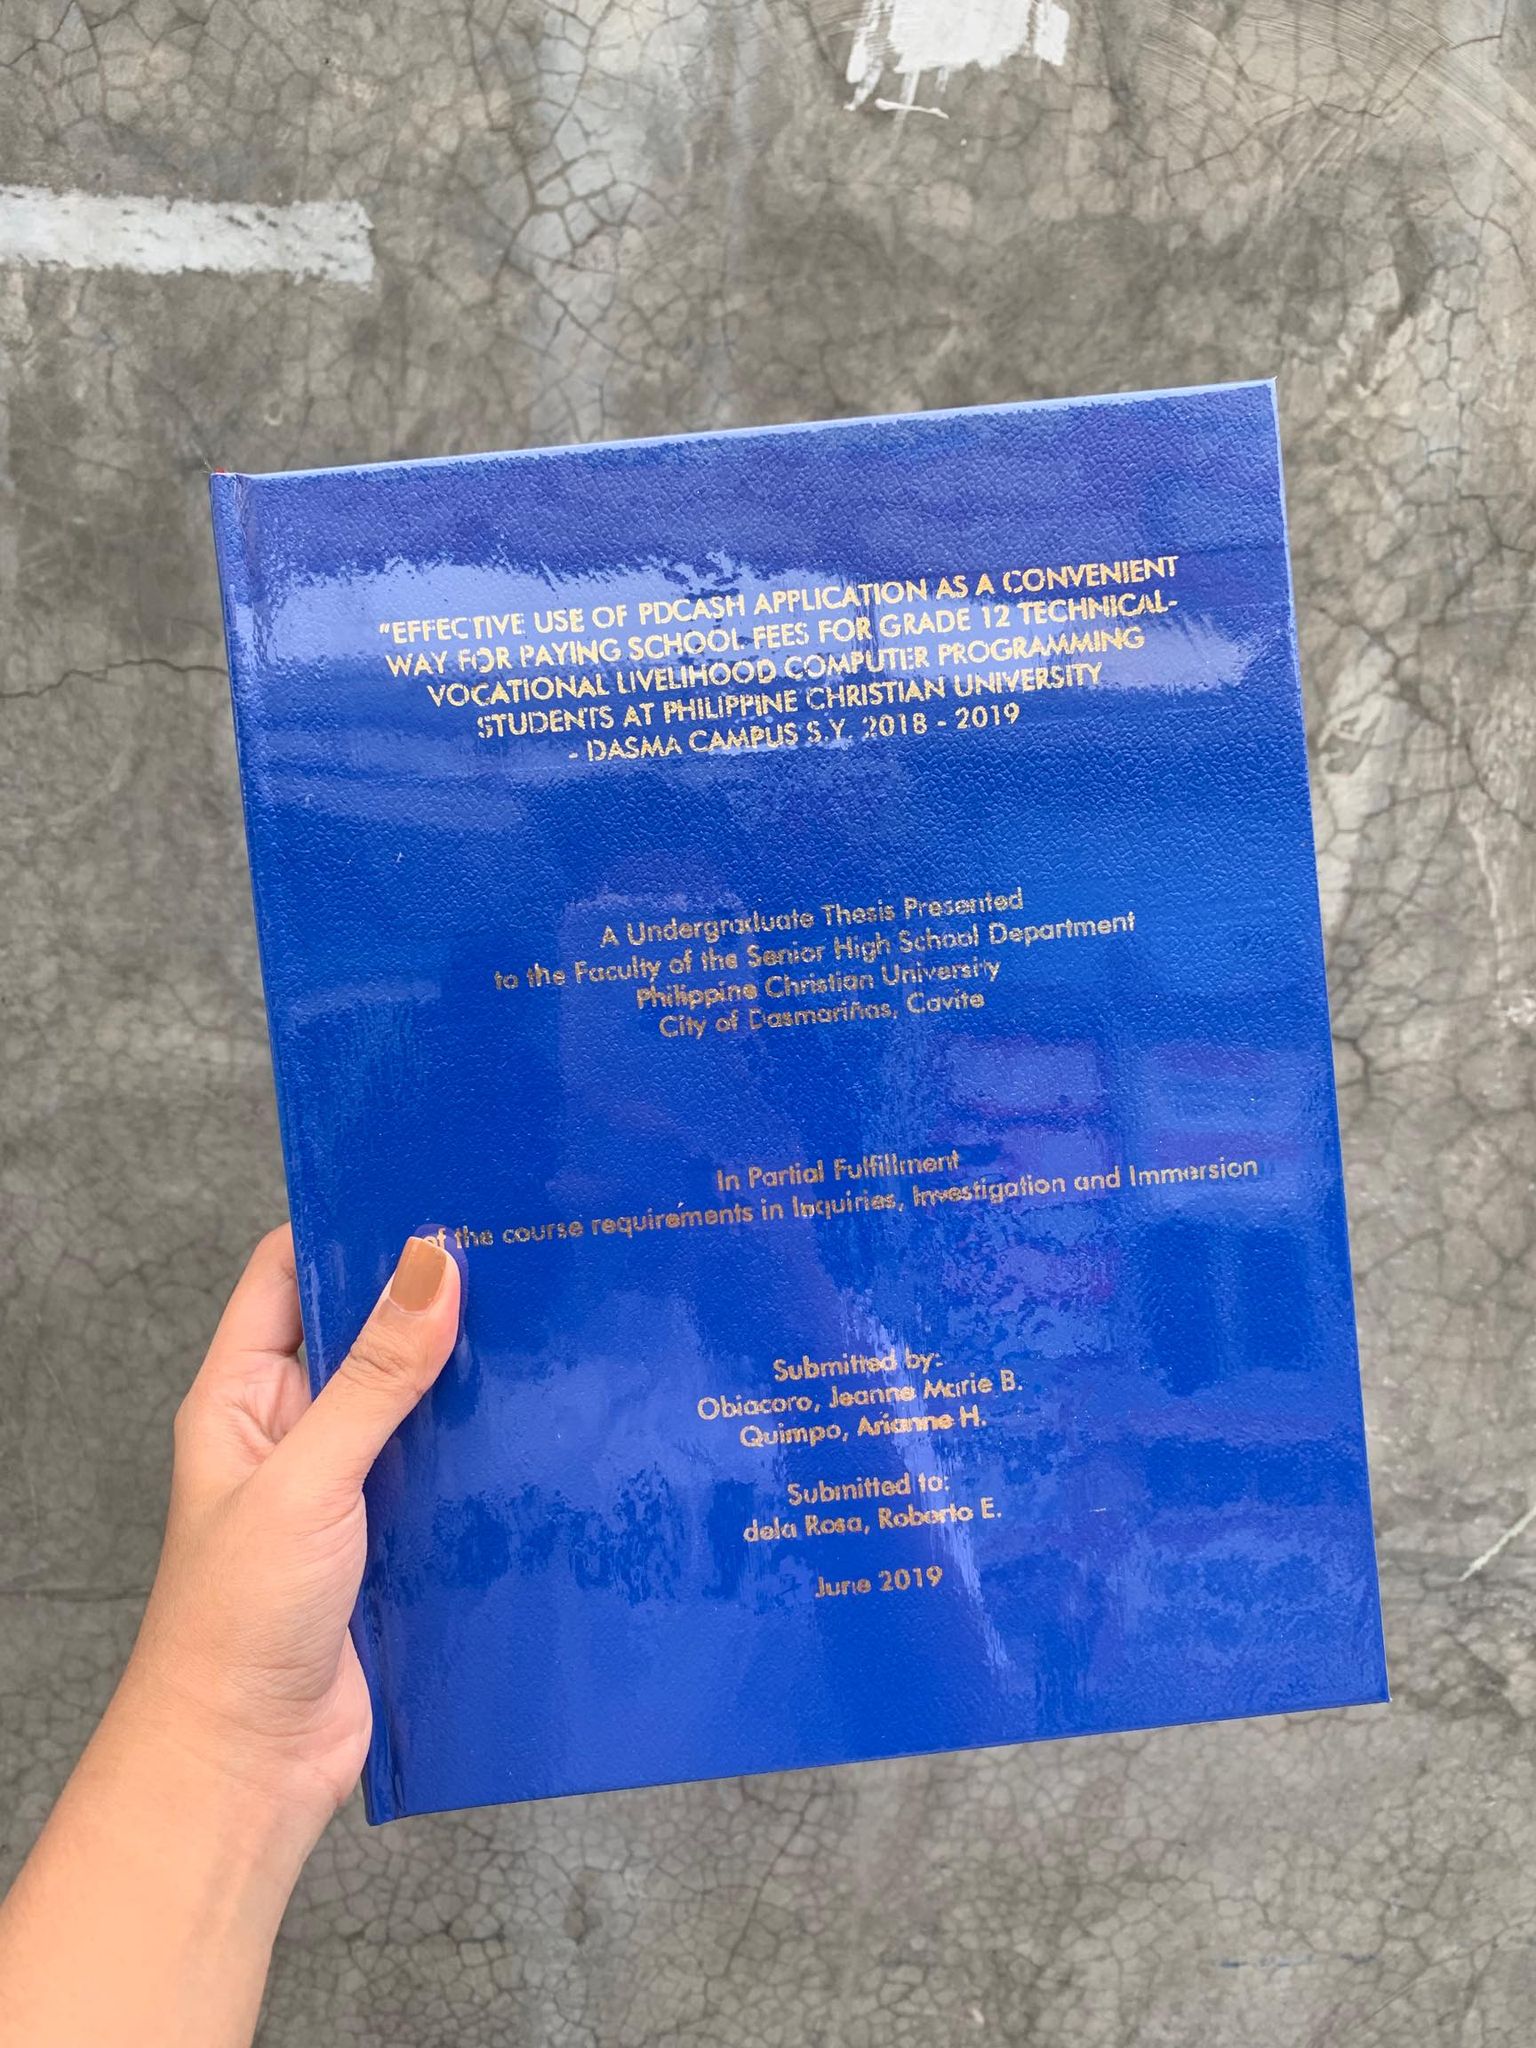 "EFFECTIVE USE OF PDCASH APPLICATION AS A CONVENIENT
WAY FOR PAYING SCHOOL FEES FOR GRADE 12 TECHNICAL-
VOCATIONAL LIVELIHOOD COMPUTER PROGRAMMING
STUDENTS AT PHILIPPINE CHRISTIAN UNIVERSITY
- DASMA CAMPUS S.Y. 2018 - 2019
A Undergraduate Thesis Presented
to the Faculty of the Senior High School Department
Philippine Christian University
City of Dasmariñas, Cavite
In Partial Fulfillment
of the course requirements in Inquiries, Investigation and Immersion
Submitted by:
Obiacoro, Jeanne Marie B.
Quimpo, Arianne H.
Submitted to:
dela Rosa, Roberto E.
June 2019